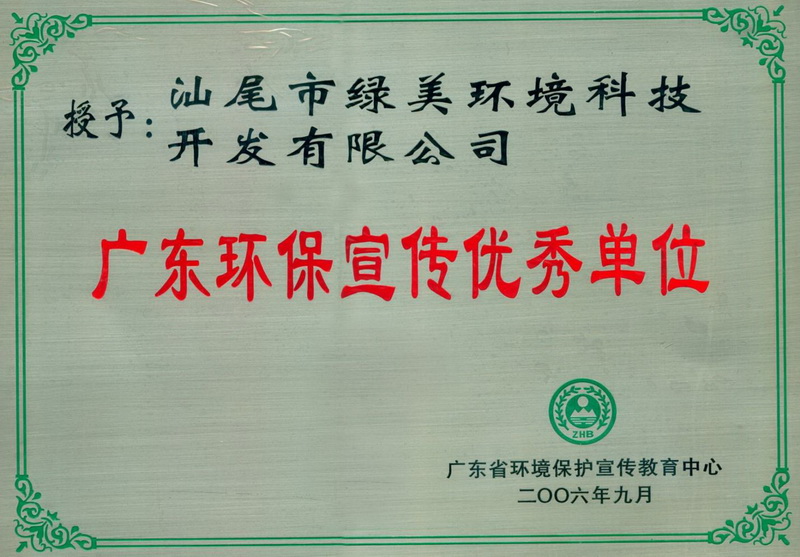 授予：汕尾市绿美环境科技
开发有限公司
广东环保宣传优秀单位
ZHB
广东省环境保护宣传教育中心
二〇〇六年九月